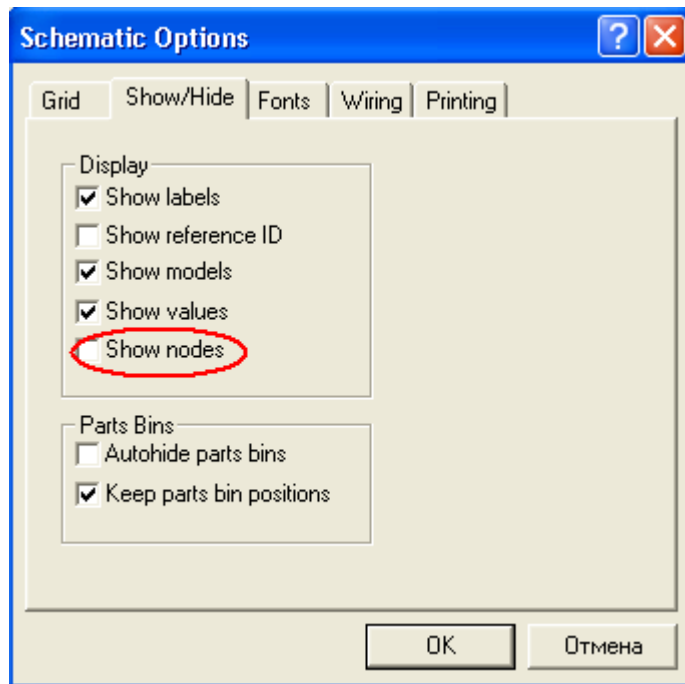 Schematic Options
Grid Show/Hide Fonts Wiring Printing
Display
Show labels
Show reference ID
Show models
Show values
Show nodes
Parts Bins
Autohide parts bins
Keep parts bin positions
OK Отмена